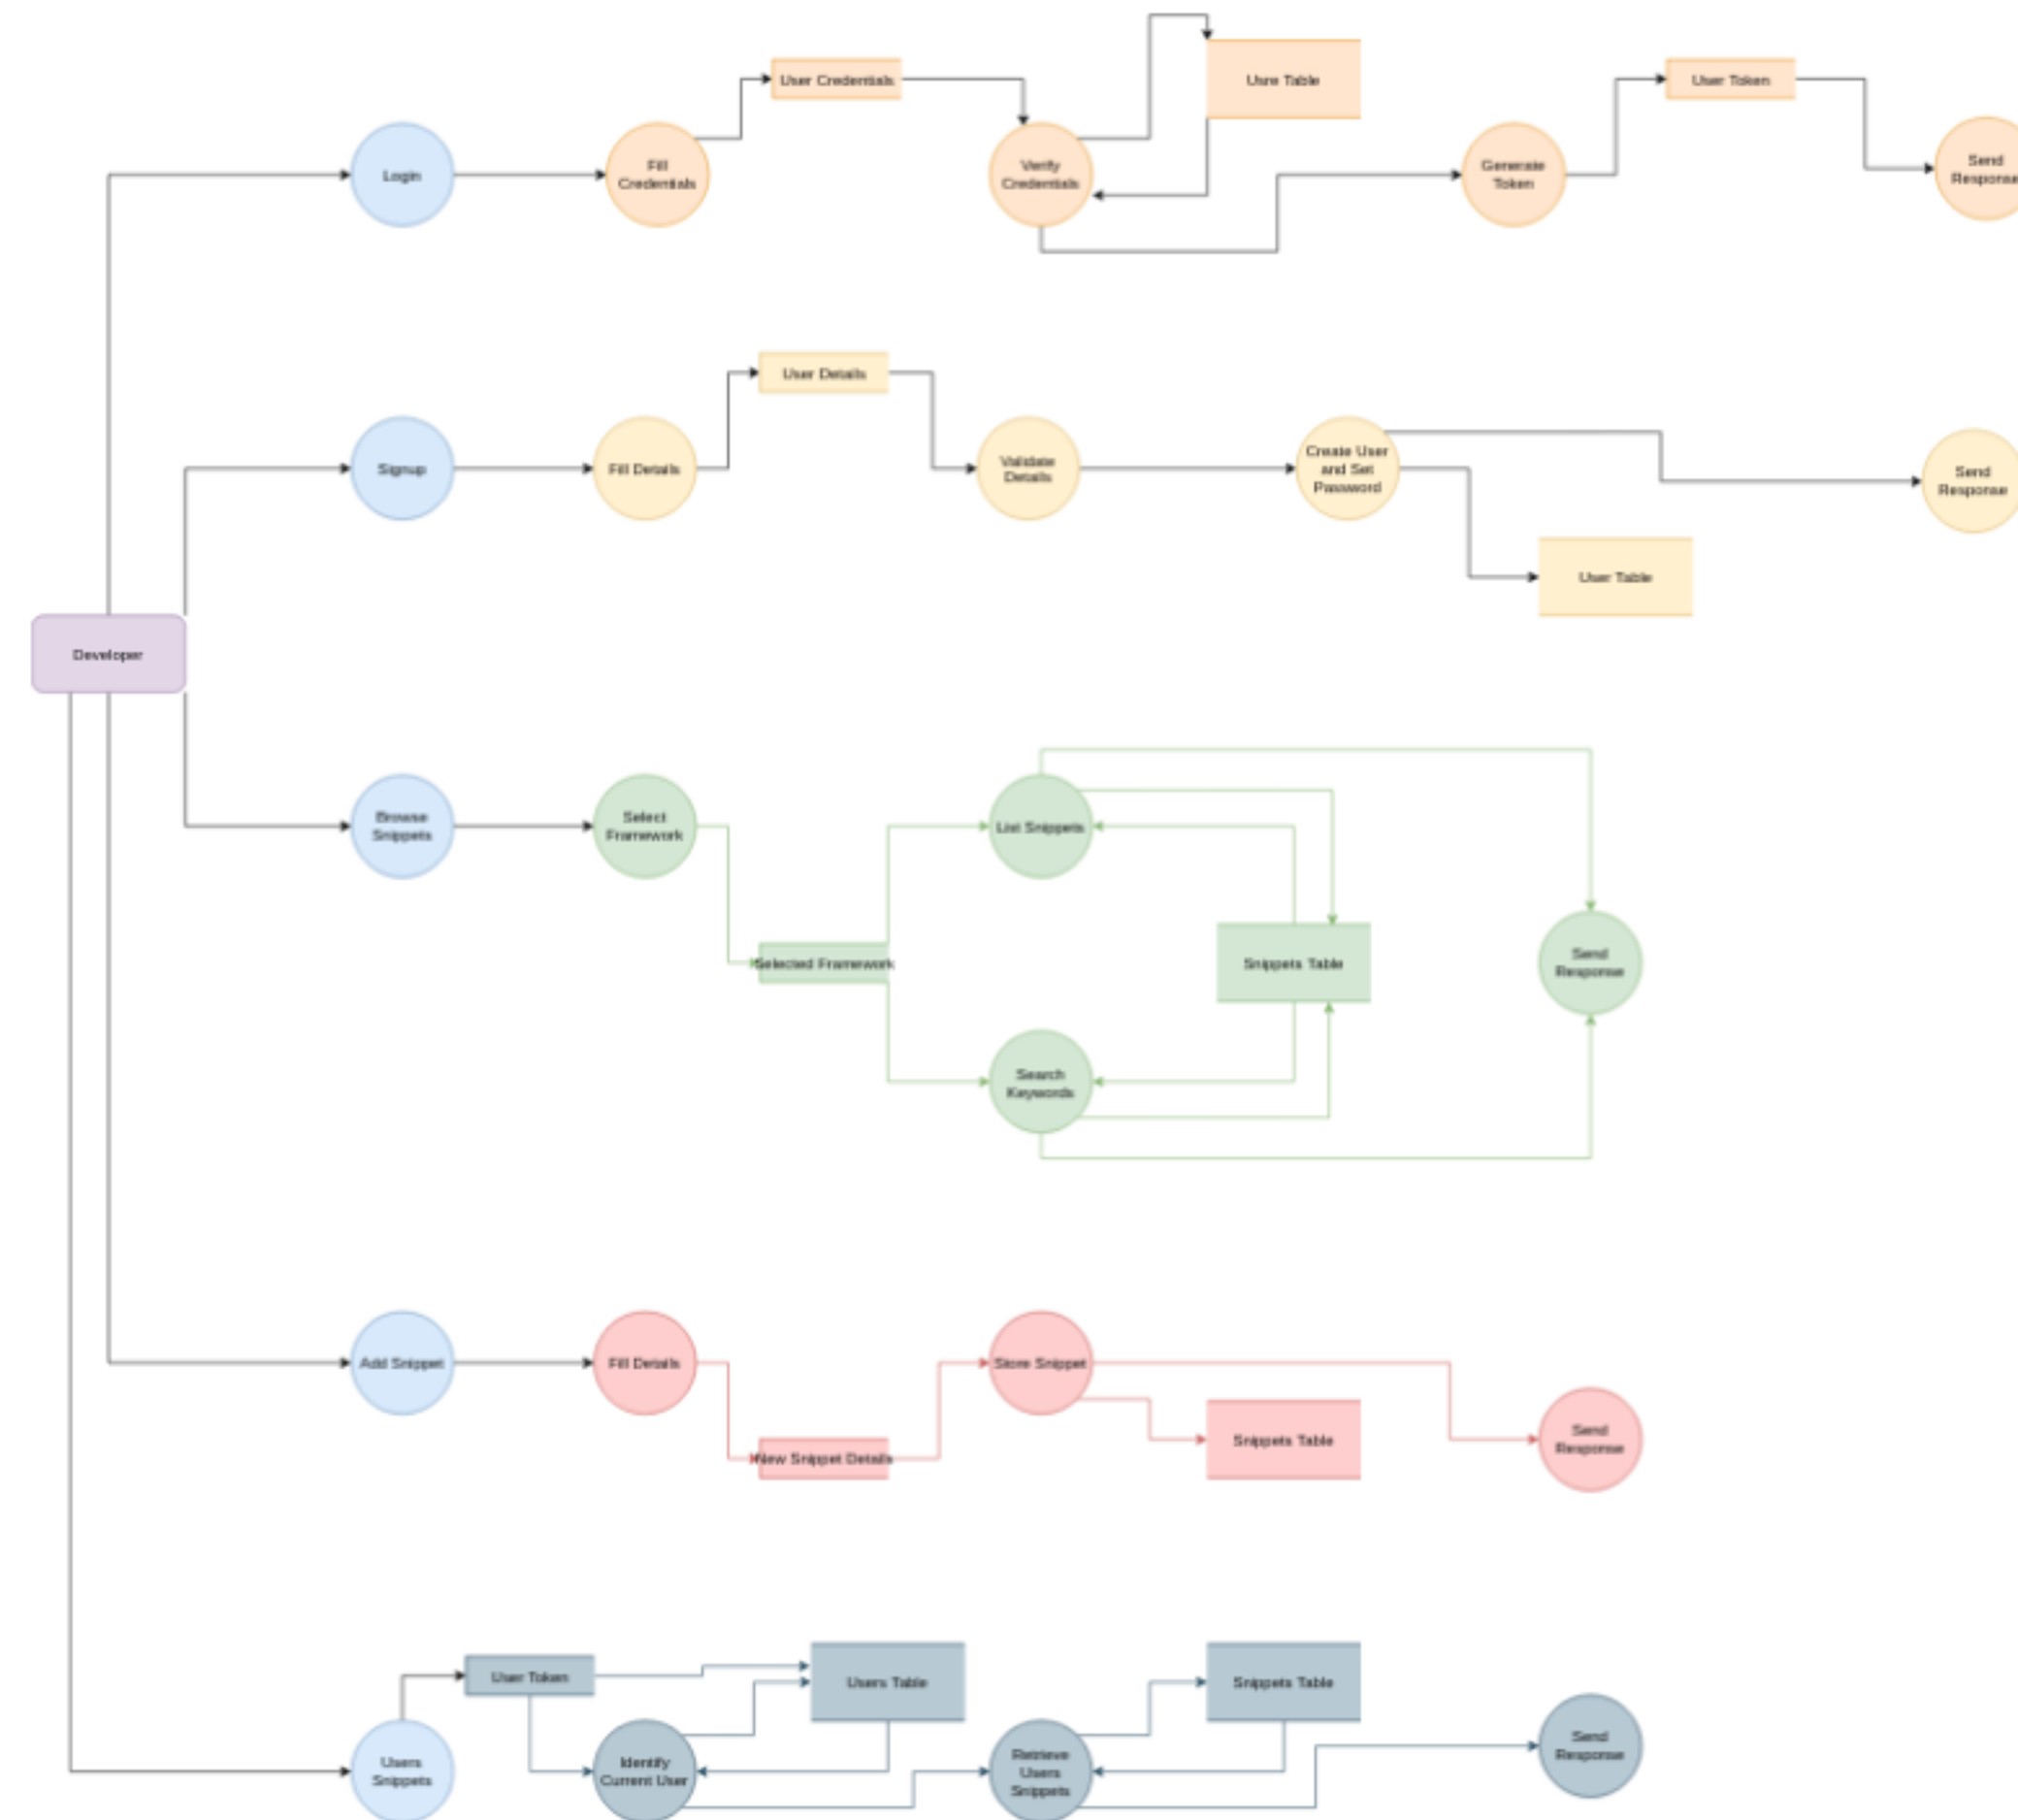 User Credentials
Usre Table
User Token
Login
Fill
Credentials
Verify
Credentials
Generate
Token
Send
Response
User Details
Signup
Fill Details
Validate
Details
Create User
and Set
Password
Send
Response
User Table
Developer
Browse
Snippets
Select
Framework
List Snippets
Selected Framework
Snippets Table
Send
Response
Search
Keywords
Add Snippet
Fill Details
Store Snippet
New Snippet Details
Snippets Table
Send
Response
User Token
Users Table
Snippets Table
Users
Snippets
Identify
Current User
Retrieve
Users
Snippets
Send
Response